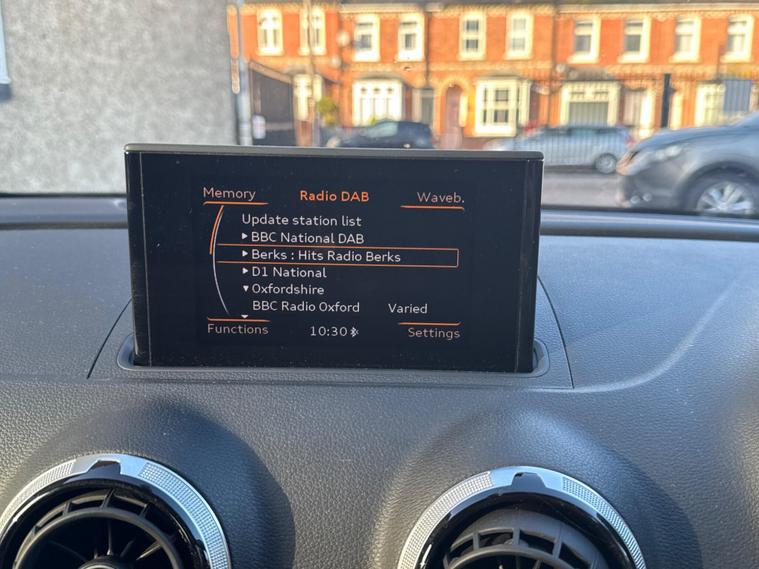 Memory Radio DAB Waveb.
Update station list
BBC National DAB
Berks : Hits Radio Berks
D1 National
Oxfordshire
BBC Radio Oxford Varied
Functions 10:30 Settings